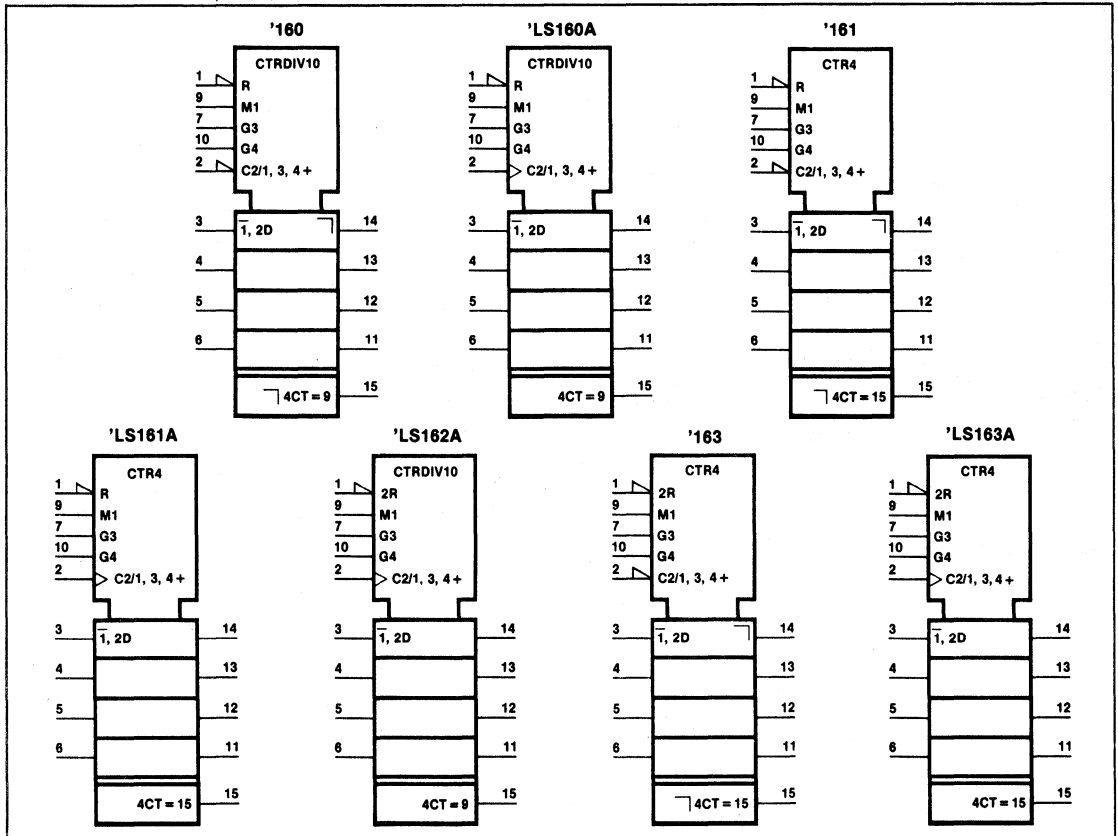 '160
CTRDIV10
1 R
9 M1
7 G3
10 G4
2 C2/1, 3, 4+
3 1̅, 2D 14
4 13
5 12
6 11
4CT = 9 15
'LS160A
CTRDIV10
1 R
9 M1
7 G3
10 G4
2 C2/1, 3, 4+
3 1̅, 2D 14
4 13
5 12
6 11
4CT = 9 15
'161
CTR4
1 R
9 M1
7 G3
10 G4
2 C2/1, 3, 4+
3 1̅, 2D 14
4 13
5 12
6 11
4CT = 15 15
'LS161A
CTR4
1 R
9 M1
7 G3
10 G4
2 C2/1, 3, 4+
3 1̅, 2D 14
4 13
5 12
6 11
4CT = 15 15
'LS162A
CTRDIV10
1 2R
9 M1
7 G3
10 G4
2 C2/1, 3, 4+
3 1̅, 2D 14
4 13
5 12
6 11
4CT = 9 15
'163
CTR4
1 2R
9 M1
7 G3
10 G4
2 C2/1, 3, 4+
3 1̅, 2D 14
4 13
5 12
6 11
4CT = 15 15
'LS163A
CTR4
1 2R
9 M1
7 G3
10 G4
2 C2/1, 3, 4+
3 1̅, 2D 14
4 13
5 12
6 11
4CT = 15 15